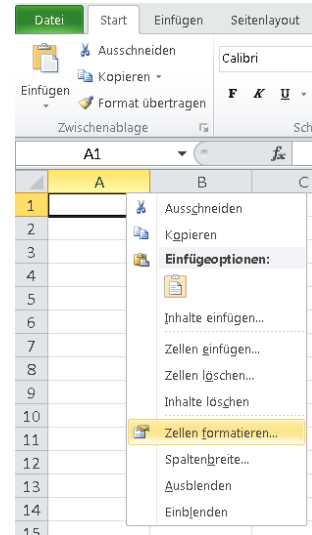 Datei Start Einfügen Seitenlayout
Ausschneiden
Calibri
Kopieren
Einfügen
F K U
Format übertragen
Zwischenablage Sch
A1 fx
A B C
1
Ausschneiden
2
Kopieren
3
Einfügeoptionen:
4
5
6
Inhalte einfügen...
7
Zellen einfügen...
8
Zellen löschen...
9
Inhalte löschen
10
11
Zellen formatieren...
12
Spaltenbreite...
13
Ausblenden
14
Einblenden
15